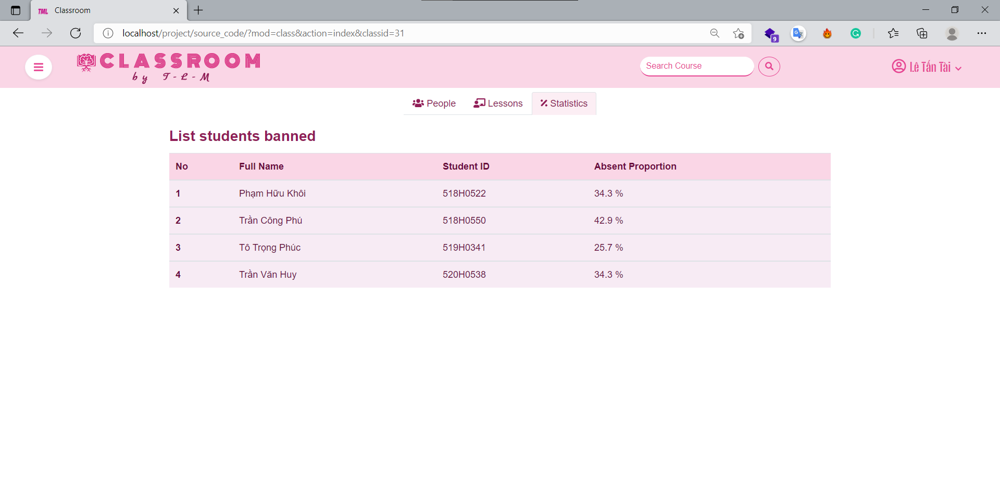 TML Classroom
localhost/project/source_code/?mod=class&action=index&classid=31
9
CLASSROOM
by T-L-M
Search Course
Lê Tấn Tài
People Lessons Statistics
List students banned
No Full Name Student ID Absent Proportion
1 Phạm Hữu Khôi 518H0522 34.3 %
2 Trần Công Phú 518H0550 42.9 %
3 Tô Trọng Phúc 519H0341 25.7 %
4 Trần Văn Huy 520H0538 34.3 %